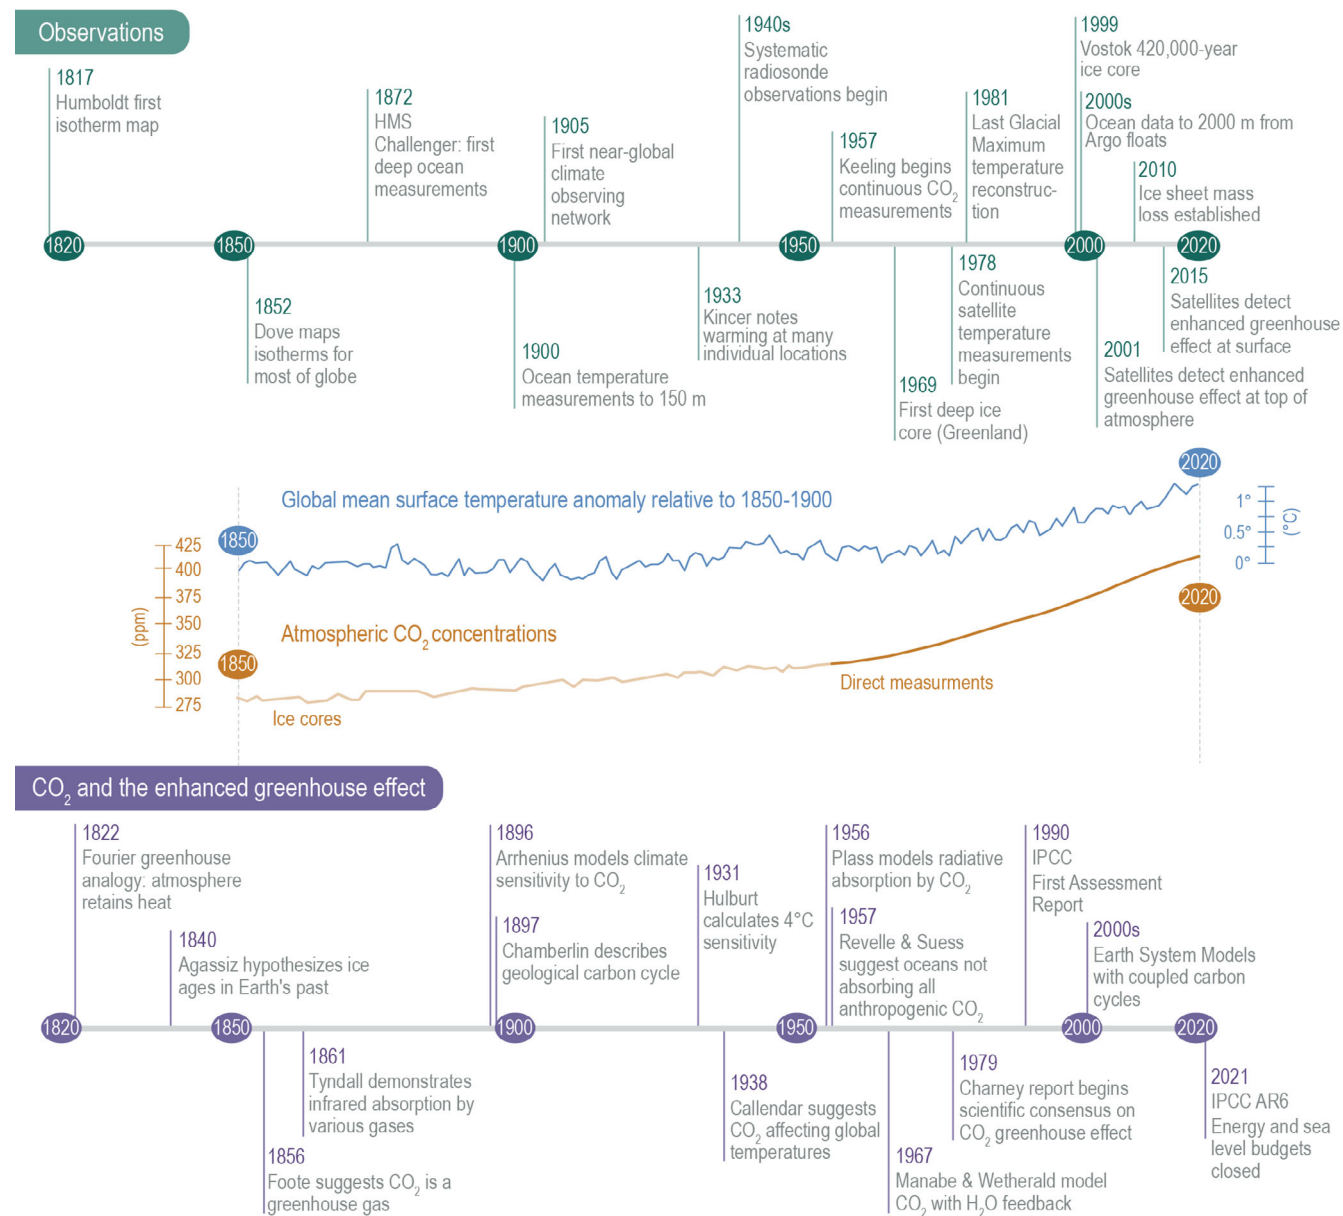 Observations
1817
Humboldt first
isotherm map
1872
HMS
Challenger: first
deep ocean
measurements
1905
First near-global
climate
observing
network
1940s
Systematic
radiosonde
observations begin
1957
Keeling begins
continuous CO2
measurements
1981
Last Glacial
Maximum
temperature
reconstruc-
tion
1999
Vostok 420,000-year
ice core
2000s
Ocean data to 2000 m from
Argo floats
2010
Ice sheet mass
loss established
1820 1850 1900 1950 2000 2020
1852
Dove maps
isotherms for
most of globe
1900
Ocean temperature
measurements to 150 m
1933
Kincer notes
warming at many
individual locations
1969
First deep ice
core (Greenland)
1978
Continuous
satellite
temperature
measurements
begin
2001
Satellites detect enhanced
greenhouse effect at top of
atmosphere
2015
Satellites detect
enhanced greenhouse
effect at surface
Global mean surface temperature anomaly relative to 1850-1900
1850
2020
1°
0.5°
0°
(°C)
425
400
375
350
325
300
275
(ppm)
Atmospheric CO2 concentrations
1850
2020
Ice cores
Direct measurments
CO2 and the enhanced greenhouse effect
1822
Fourier greenhouse
analogy: atmosphere
retains heat
1840
Agassiz hypothesizes ice
ages in Earth's past
1896
Arrhenius models climate
sensitivity to CO2
1897
Chamberlin describes
geological carbon cycle
1931
Hulburt
calculates 4°C
sensitivity
1956
Plass models radiative
absorption by CO2
1957
Revelle & Suess
suggest oceans not
absorbing all
anthropogenic CO2
1990
IPCC
First Assessment
Report
2000s
Earth System Models
with coupled carbon
cycles
1820 1850 1900 1950 2000 2020
1856
Foote suggests CO2 is a
greenhouse gas
1861
Tyndall demonstrates
infrared absorption by
various gases
1938
Callendar suggests
CO2 affecting global
temperatures
1967
Manabe & Wetherald model
CO2 with H2O feedback
1979
Charney report begins
scientific consensus on
CO2 greenhouse effect
2021
IPCC AR6
Energy and sea
level budgets
closed